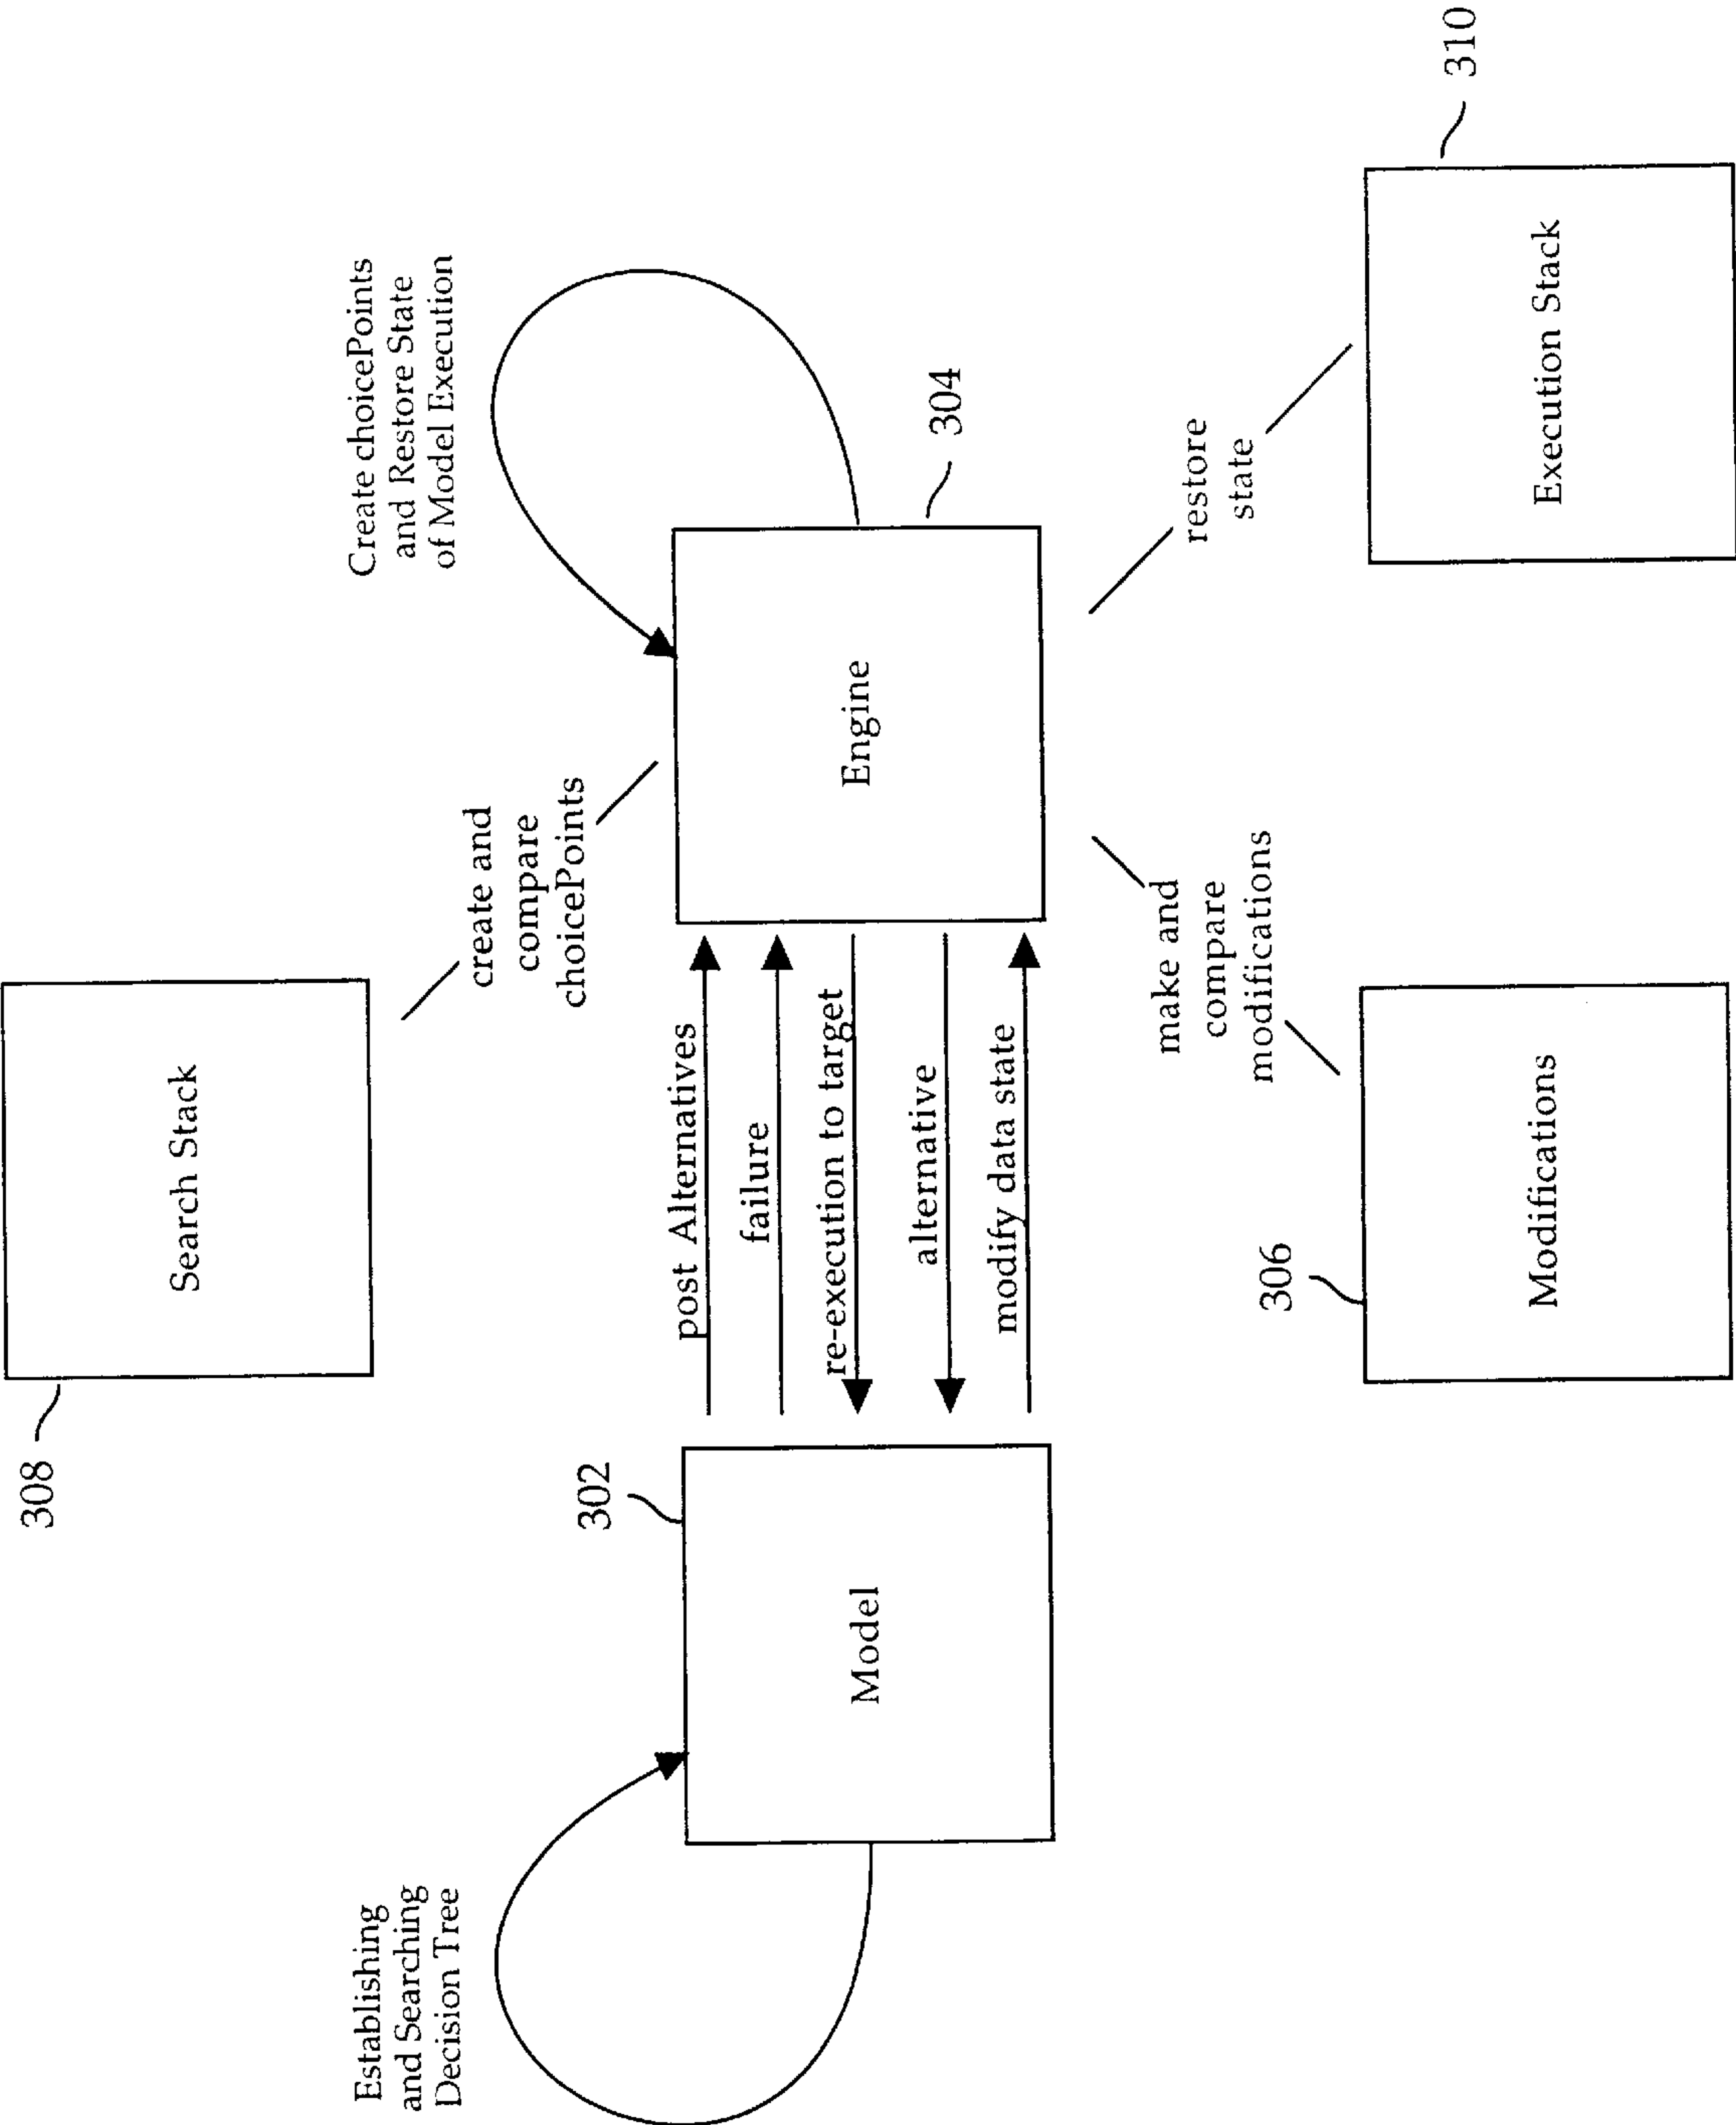 308
Search Stack
create and
compare
choicePoints
Establishing
and Searching
Decision Tree
302
Model
post Alternatives
failure
re-execution to target
alternative
modify data state
Create choicePoints
and Restore State
of Model Execution
Engine
304
make and
compare
modifications
restore
state
306
Modifications
Execution Stack
310